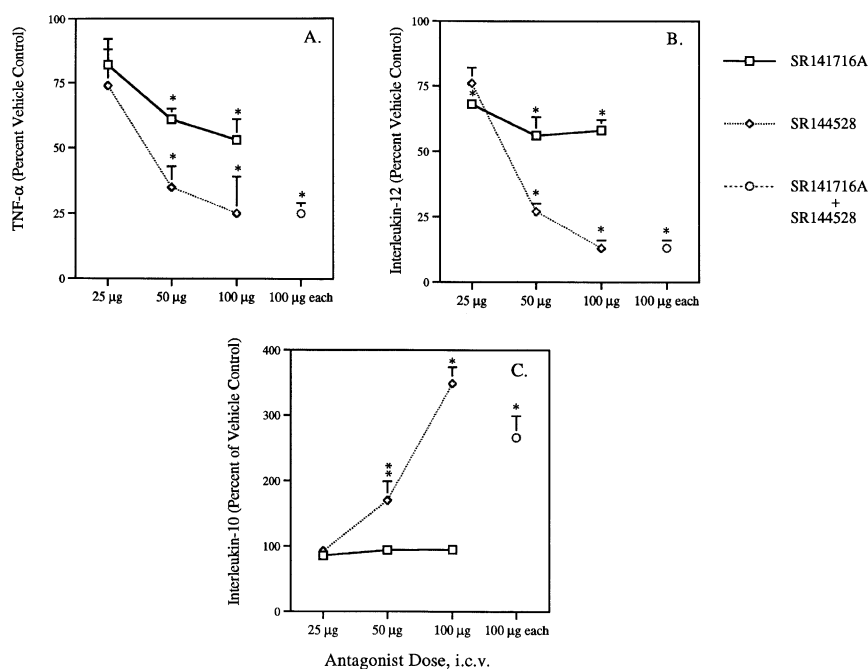 A.
TNF-α (Percent Vehicle Control)
100
75
50
25
0
* *
* *
*
25 µg 50 µg 100 µg 100 µg each
B.
Interleukin-12 (Percent Vehicle Control)
100
75
50
25
0
* * *
* * *
25 µg 50 µg 100 µg 100 µg each
SR141716A
SR144528
SR141716A
+
SR144528
C.
Interleukin-10 (Percent of Vehicle Control)
400
300
200
100
0
*
*
**
25 µg 50 µg 100 µg 100 µg each
Antagonist Dose, i.c.v.